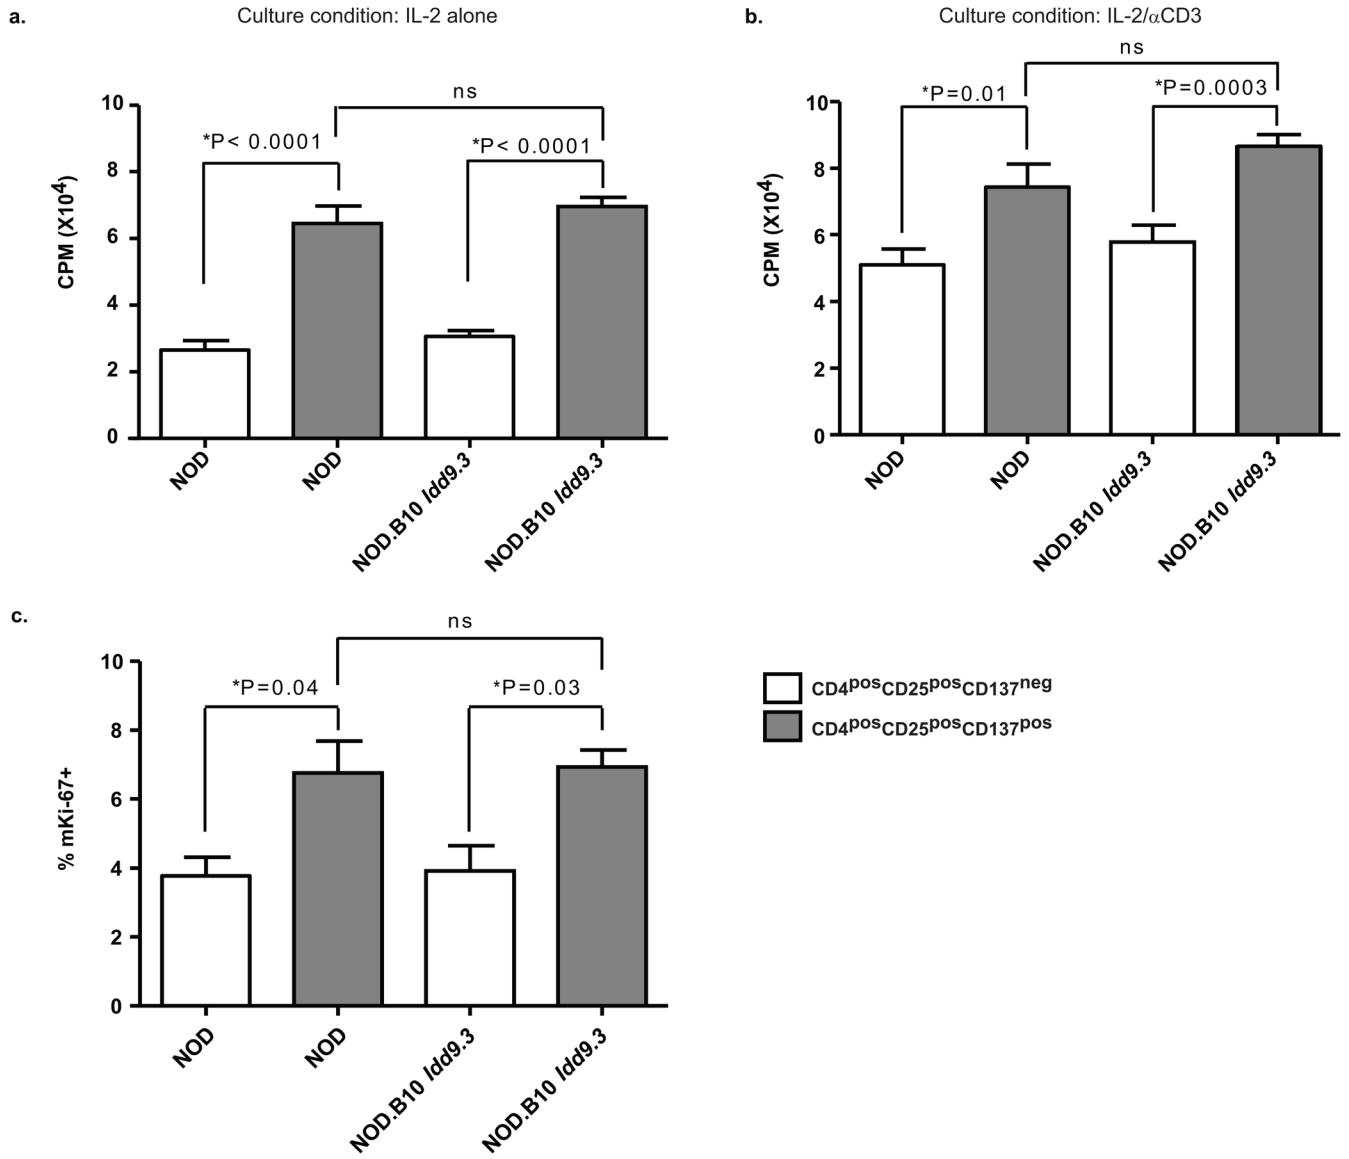 a.
Culture condition: IL-2 alone
ns
*P< 0.0001
*P< 0.0001
CPM (X10⁴)
10
8
6
4
2
0
NOD
NOD
NOD.B10 Idd9.3
NOD.B10 Idd9.3
b.
Culture condition: IL-2/αCD3
ns
*P=0.01
*P=0.0003
CPM (X10⁴)
10
8
6
4
2
0
NOD
NOD
NOD.B10 Idd9.3
NOD.B10 Idd9.3
c.
ns
*P=0.04
*P=0.03
% mKi-67+
10
8
6
4
2
0
NOD
NOD
NOD.B10 Idd9.3
NOD.B10 Idd9.3
CD4posCD25posCD137neg
CD4posCD25posCD137pos